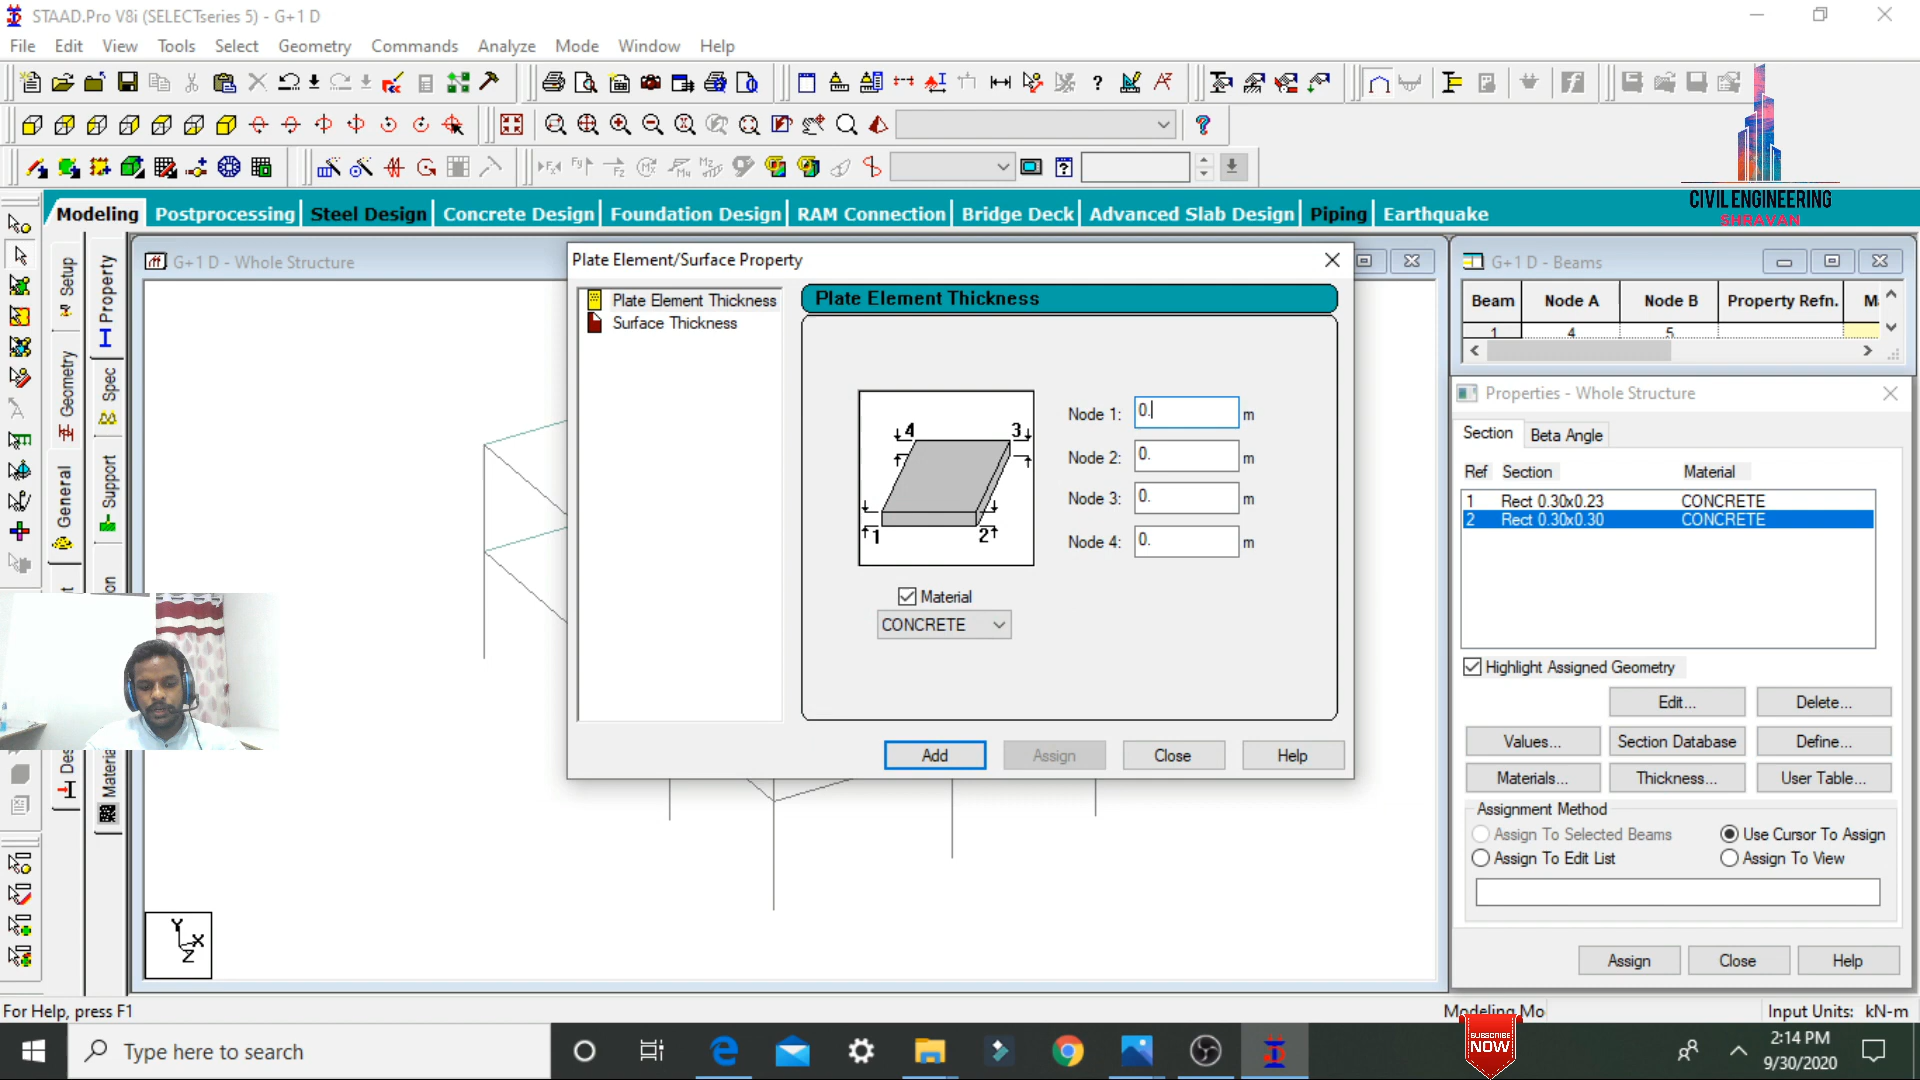 STAAD.Pro V8i (SELECTseries 5) - G+1 D
File Edit View Tools Select Geometry Commands Analyze Mode Window Help
Modeling Postprocessing Steel Design Concrete Design Foundation Design RAM Connection Bridge Deck Advanced Slab Design Piping Earthquake
CIVIL ENGINEERING
SHRAVAN
Setup
Geometry
General
Property
Spec
Support
G+1 D - Whole Structure
Plate Element/Surface Property
Plate Element Thickness
Surface Thickness
Plate Element Thickness
4 3
1 2
Node 1: 0. m
Node 2: 0. m
Node 3: 0. m
Node 4: 0. m
Material
CONCRETE
Add Assign Close Help
G+1 D - Beams
Beam Node A Node B Property Refn.
1 4 5
Properties - Whole Structure
Section Beta Angle
Ref Section Material
1 Rect 0.30x0.23 CONCRETE
2 Rect 0.30x0.30 CONCRETE
Highlight Assigned Geometry
Edit... Delete...
Values... Section Database Define...
Materials... Thickness... User Table...
Assignment Method
Assign To Selected Beams Use Cursor To Assign
Assign To Edit List Assign To View
Assign Close Help
Y
X
Z
For Help, press F1
Modeling Mo
Input Units: kN-m
Type here to search
SUBSCRIBE
NOW
2:14 PM
9/30/2020